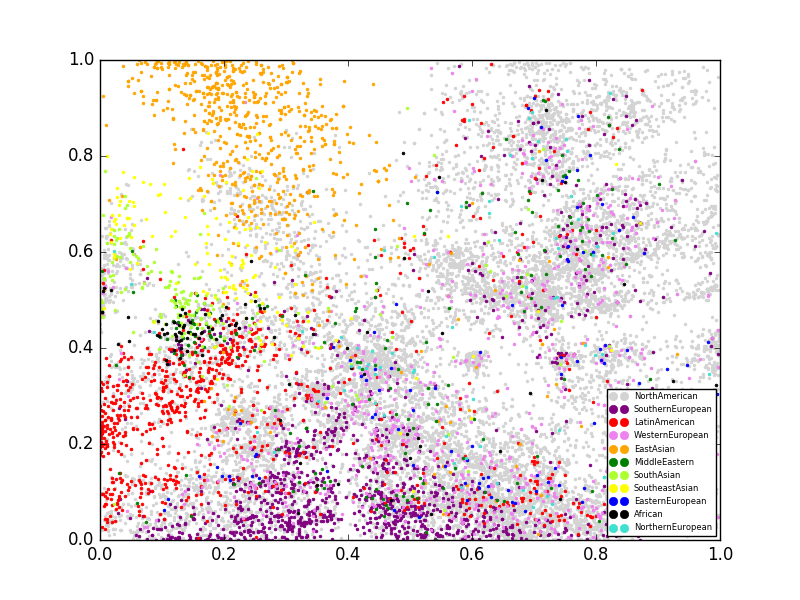 1.0
0.8
0.6
0.4
0.2
0.0
0.0 0.2 0.4 0.6 0.8 1.0
NorthAmerican
SouthernEuropean
LatinAmerican
WesternEuropean
EastAsian
MiddleEastern
SouthAsian
SoutheastAsian
EasternEuropean
African
NorthernEuropean